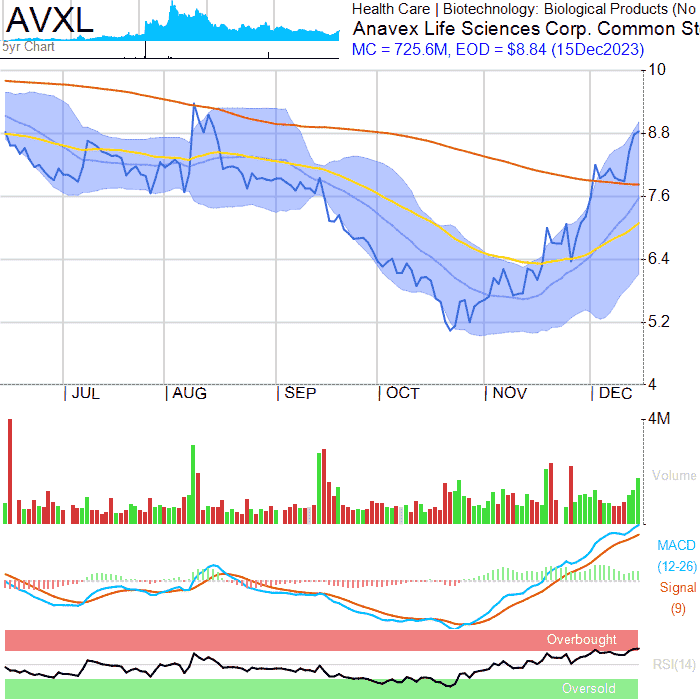 AVXL
5yr Chart
Health Care | Biotechnology: Biological Products (No
Anavex Life Sciences Corp. Common St
MC = 725.6M, EOD = $8.84 (15Dec2023)
10
8.8
7.6
6.4
5.2
4
JUL AUG SEP OCT NOV DEC
4M
Volume
MACD
(12-26)
Signal
(9)
Overbought
RSI(14)
Oversold